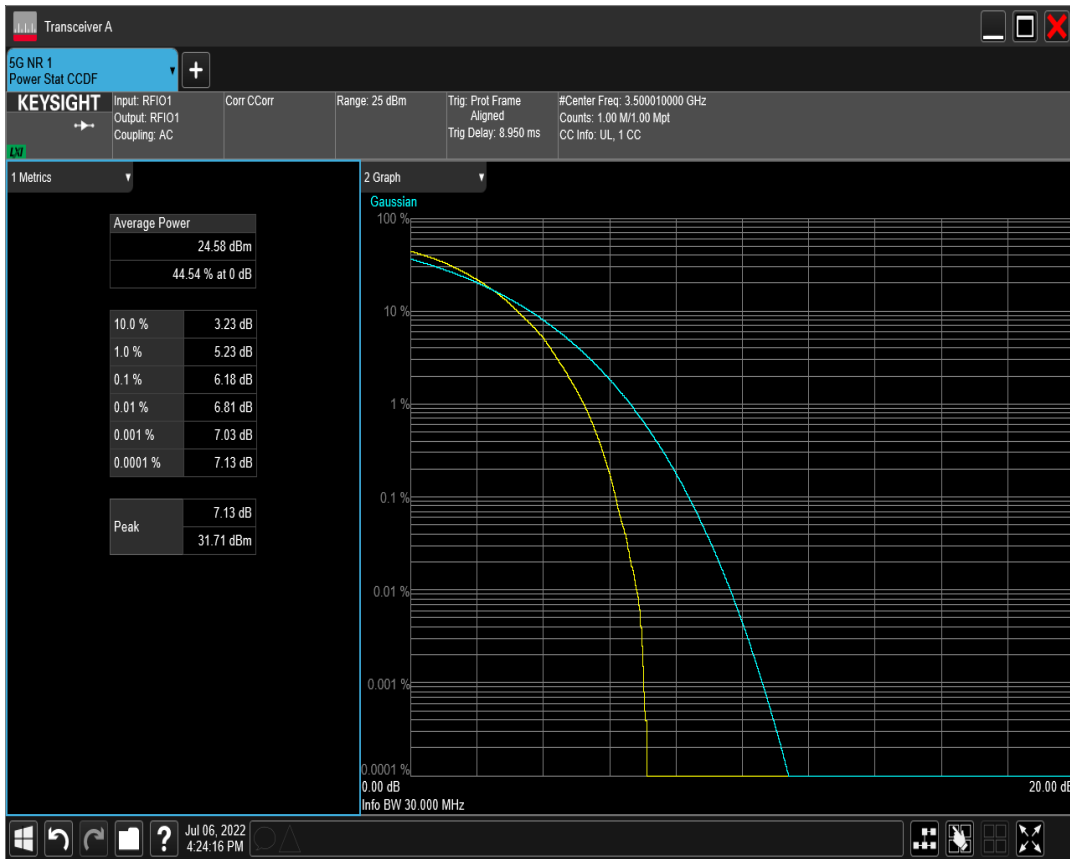 Transceiver A
5G NR 1
Power Stat CCDF
+
KEYSIGHT
LXI
Input: RFIO1
Output: RFIO1
Coupling: AC
Corr CCorr
Range: 25 dBm
Trig: Prot Frame
Aligned
Trig Delay: 8.950 ms
#Center Freq: 3.500010000 GHz
Counts: 1.00 M/1.00 Mpt
CC Info: UL, 1 CC
1 Metrics
Average Power
24.58 dBm
44.54 % at 0 dB
10.0 % 3.23 dB
1.0 % 5.23 dB
0.1 % 6.18 dB
0.01 % 6.81 dB
0.001 % 7.03 dB
0.0001 % 7.13 dB
Peak 7.13 dB
31.71 dBm
2 Graph
Gaussian
100 %
10 %
1 %
0.1 %
0.01 %
0.001 %
0.0001 %
0.00 dB 20.00 dB
Info BW 30.000 MHz
?
Jul 06, 2022
4:24:16 PM